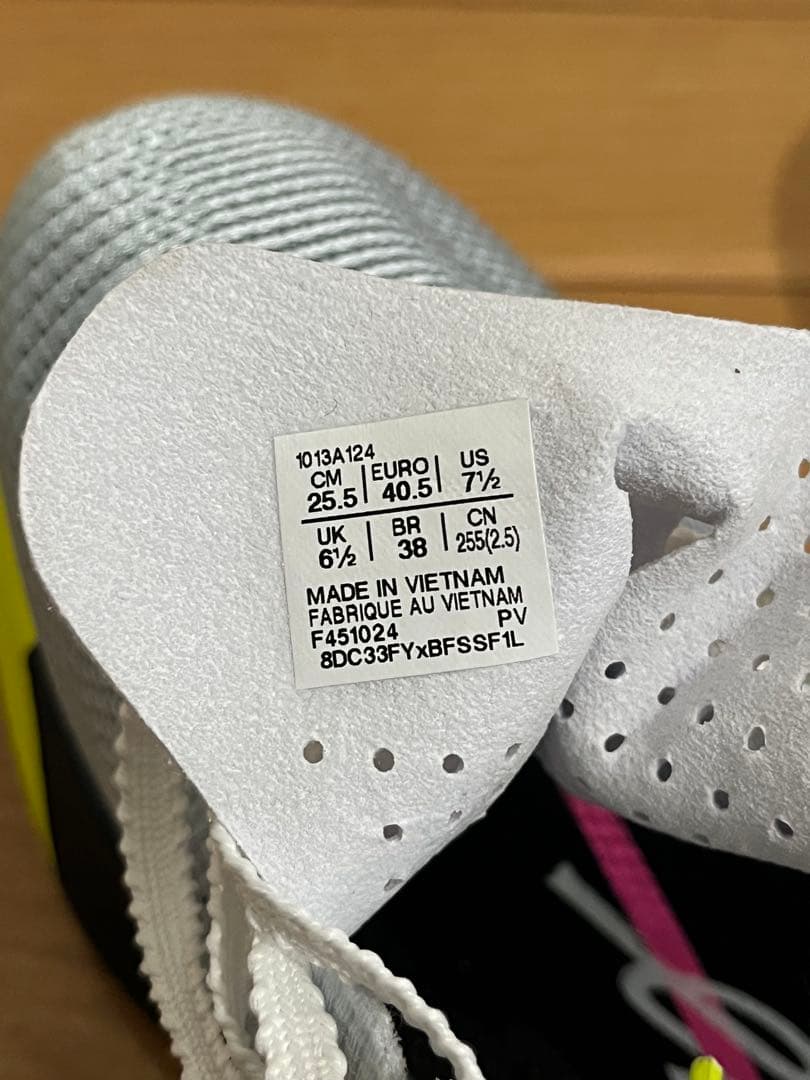 1013A124
CM 25.5 | EURO 40.5 | US 7½
UK 6½ | BR 38 | CN 255(2.5)
MADE IN VIETNAM
FABRIQUE AU VIETNAM
F451024 PV
8DC33FYxBFSSF1L